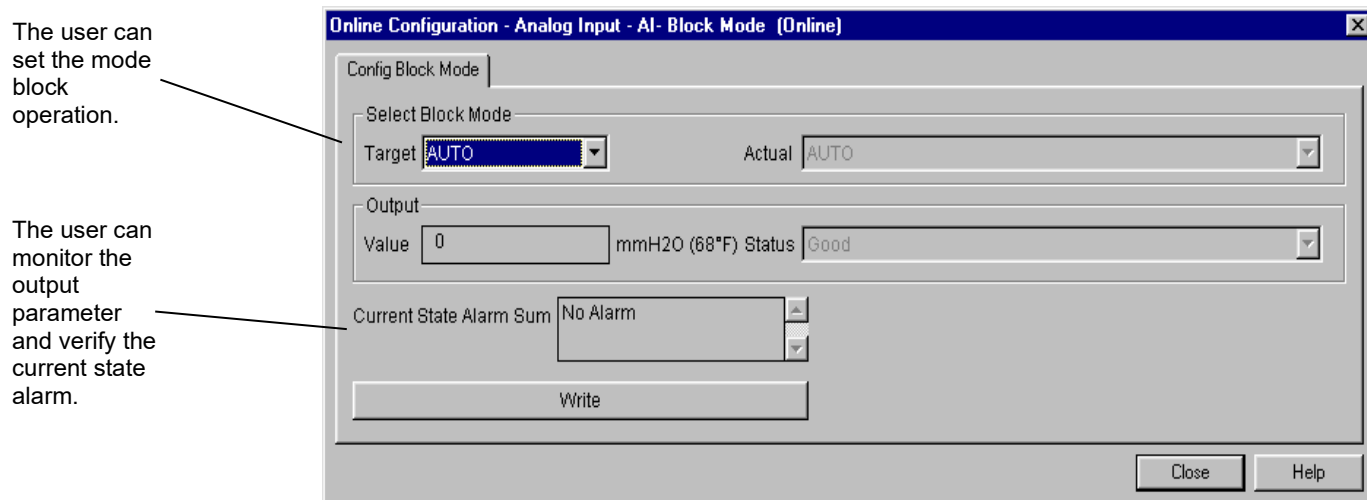 The user can
set the mode
block
operation.
The user can
monitor the
output
parameter
and verify the
current state
alarm.
Online Configuration - Analog Input - AI- Block Mode  (Online)
Config Block Mode
Select Block Mode
Target AUTO Actual AUTO
Output
Value 0 mmH2O (68°F) Status Good
Current State Alarm Sum No Alarm
Write
Close Help